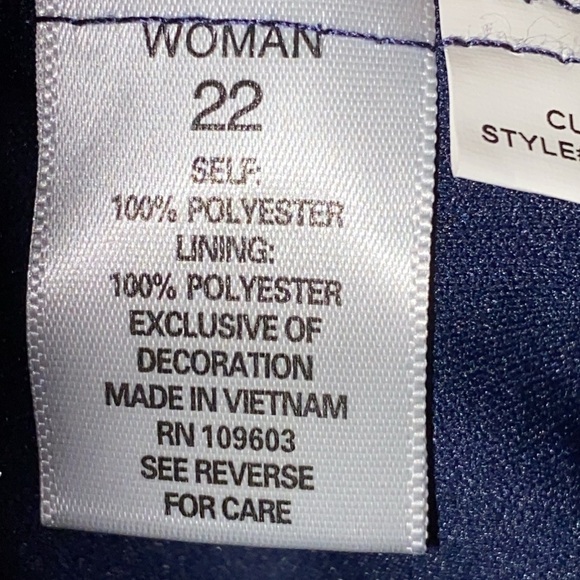 WOMAN
22
SELF:
100% POLYESTER
LINING:
100% POLYESTER
EXCLUSIVE OF
DECORATION
MADE IN VIETNAM
RN 109603
SEE REVERSE
FOR CARE
CU
STYLE#